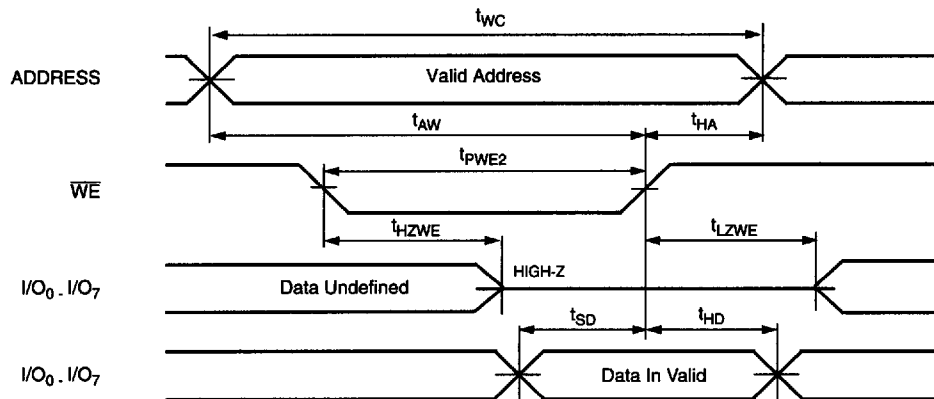 tWC
ADDRESS
Valid Address
tAW
tHA
WE
tPWE2
tHZWE
tLZWE
I/O0 - I/O7
Data Undefined
HIGH-Z
tSD
tHD
I/O0 - I/O7
Data In Valid